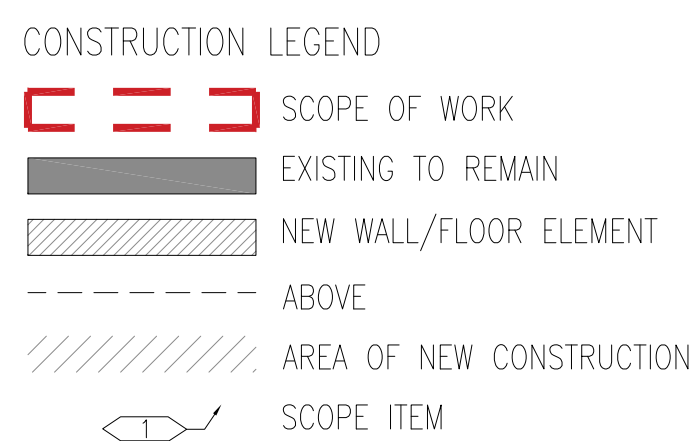 CONSTRUCTION LEGEND
SCOPE OF WORK
EXISTING TO REMAIN
NEW WALL/FLOOR ELEMENT
ABOVE
AREA OF NEW CONSTRUCTION
1 SCOPE ITEM